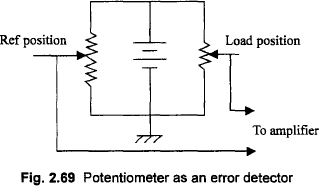 Ref position
Load position
To amplifier
Fig. 2.69 Potentiometer as an error detector